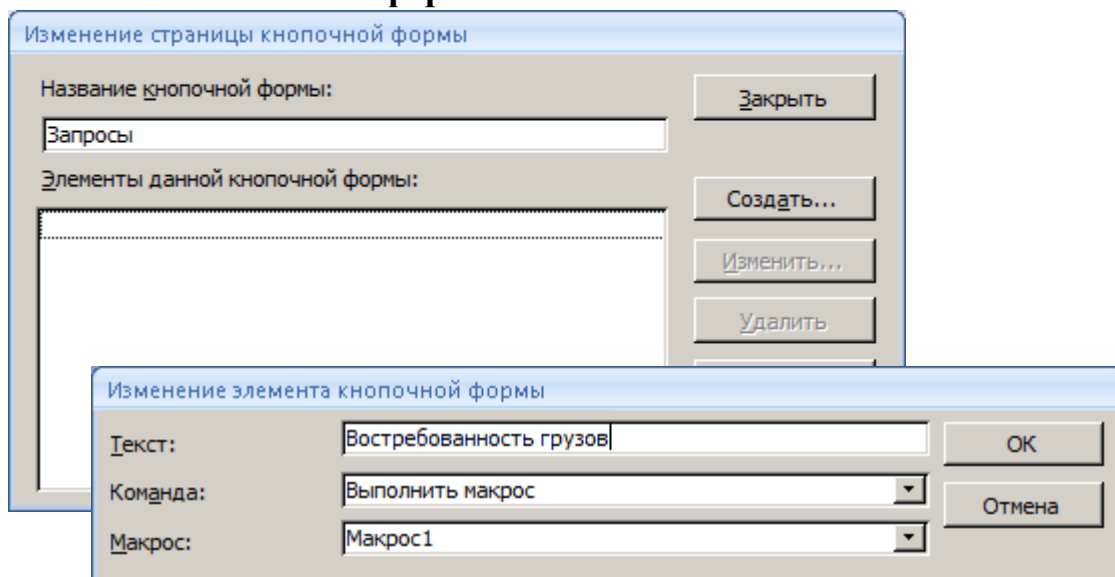 Изменение страницы кнопочной формы
Название кнопочной формы:
Закрыть
Запросы
Элементы данной кнопочной формы:
Создать...
Изменить...
Удалить
Изменение элемента кнопочной формы
Текст:
Востребованность грузов
ОК
Команда:
Выполнить макрос
Отмена
Макрос:
Макрос1